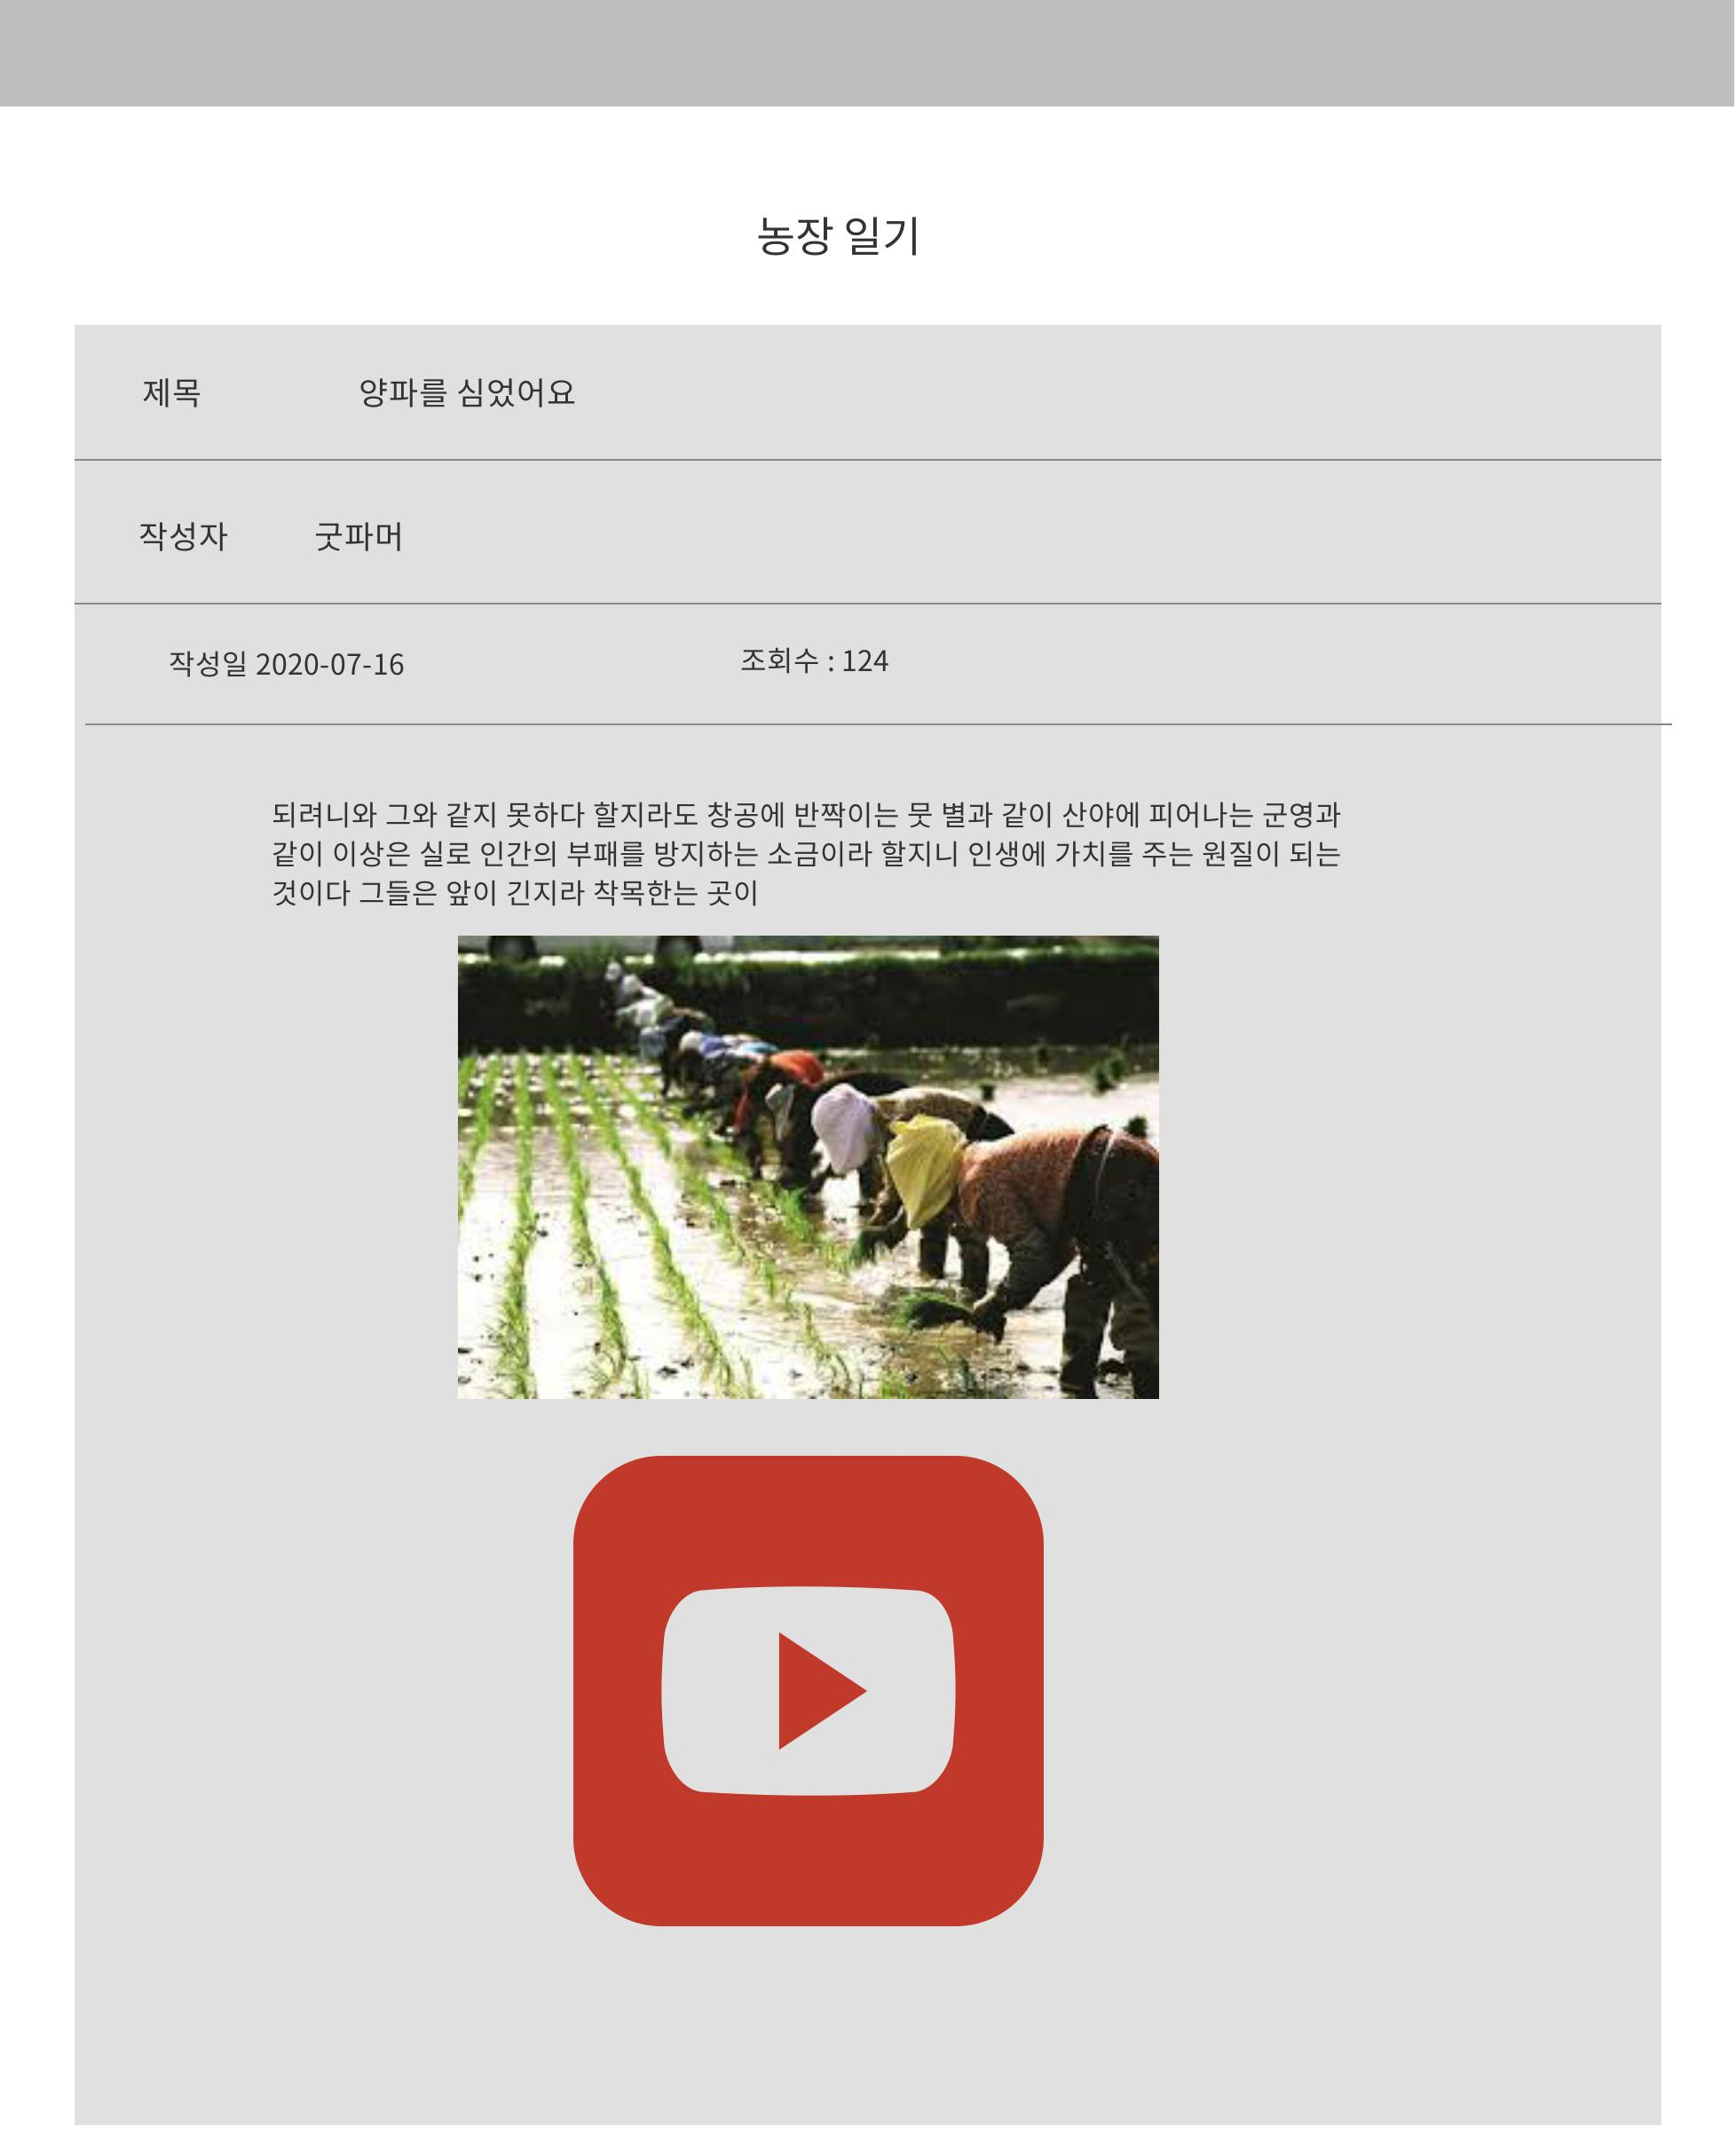 농장 일기
제목 양파를 심었어요
작성자 굿파머
작성일 2020-07-16 조회수 : 124
되려니와 그와 같지 못하다 할지라도 창공에 반짝이는 뭇 별과 같이 산야에 피어나는 군영과
같이 이상은 실로 인간의 부패를 방지하는 소금이라 할지니 인생에 가치를 주는 원질이 되는
것이다 그들은 앞이 긴지라 착목한는 곳이